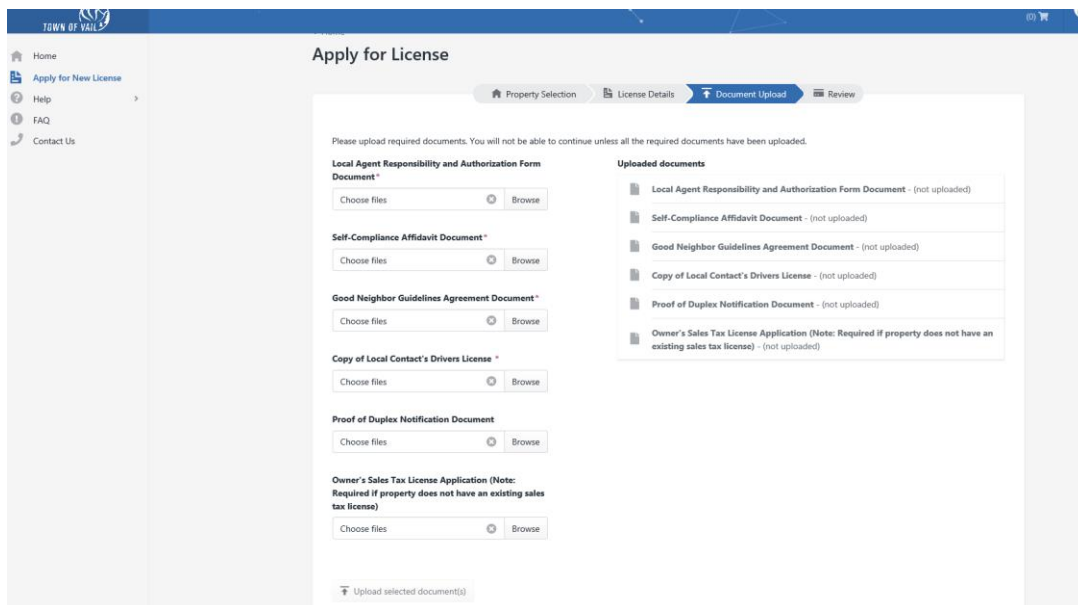 TOWN OF VAIL
(0)
Home
Apply for New License
Help
FAQ
Contact Us
Apply for License
Property Selection
License Details
Document Upload
Review
Please upload required documents. You will not be able to continue unless all the required documents have been uploaded.
Local Agent Responsibility and Authorization Form
Document*
Choose files Browse
Self-Compliance Affidavit Document*
Choose files Browse
Good Neighbor Guidelines Agreement Document*
Choose files Browse
Copy of Local Contact's Drivers License *
Choose files Browse
Proof of Duplex Notification Document
Choose files Browse
Owner's Sales Tax License Application (Note:
Required if property does not have an existing sales
tax license)
Choose files Browse
Upload selected document(s)
Uploaded documents
Local Agent Responsibility and Authorization Form Document - (not uploaded)
Self-Compliance Affidavit Document - (not uploaded)
Good Neighbor Guidelines Agreement Document - (not uploaded)
Copy of Local Contact's Drivers License - (not uploaded)
Proof of Duplex Notification Document - (not uploaded)
Owner's Sales Tax License Application (Note: Required if property does not have an
existing sales tax license) - (not uploaded)